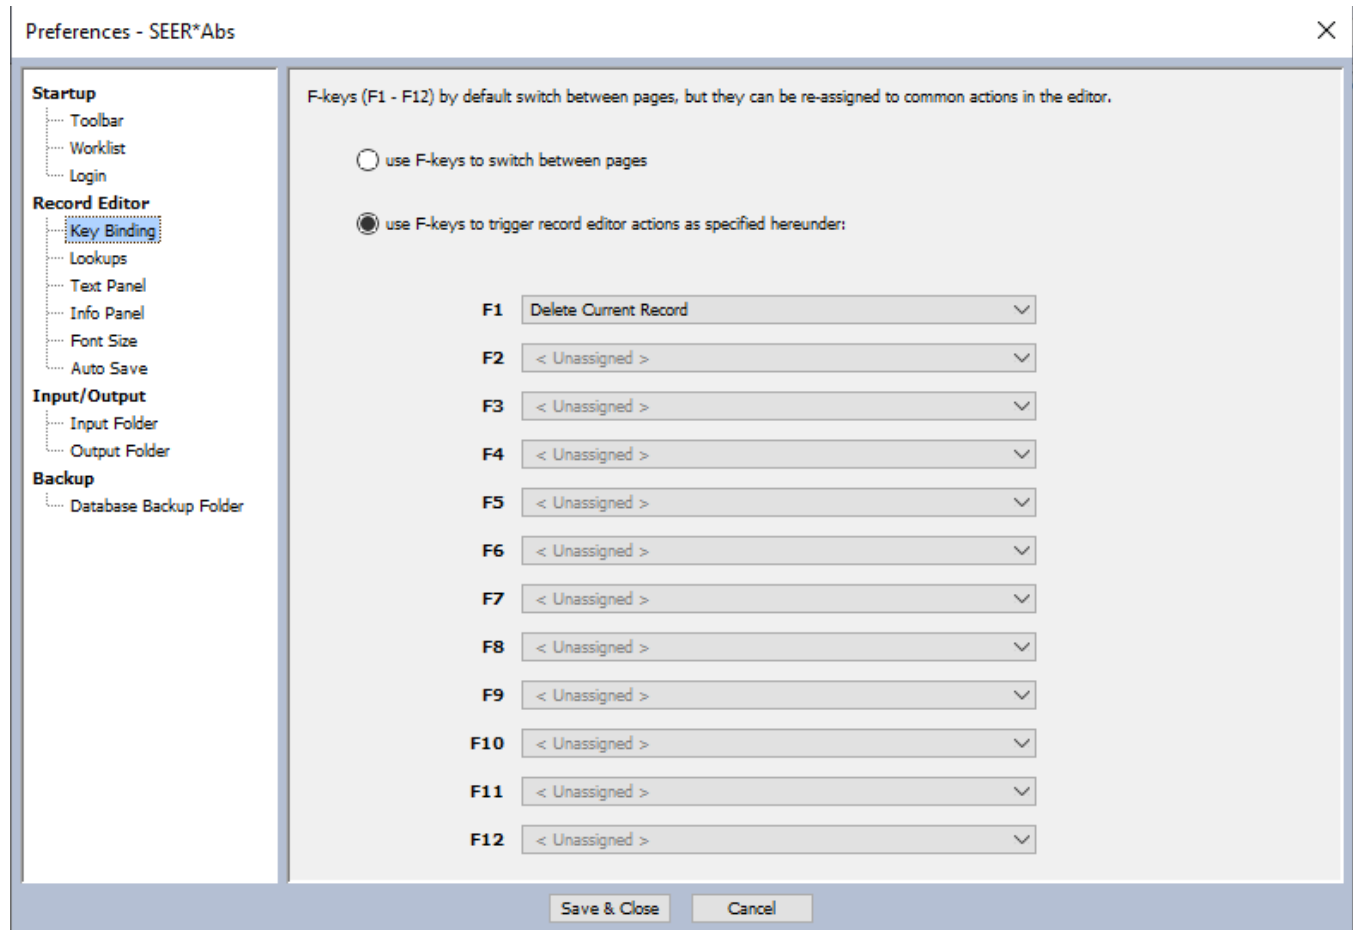 Preferences - SEER*Abs
Startup
Toolbar
Worklist
Login
Record Editor
Key Binding
Lookups
Text Panel
Info Panel
Font Size
Auto Save
Input/Output
Input Folder
Output Folder
Backup
Database Backup Folder
F-keys (F1 - F12) by default switch between pages, but they can be re-assigned to common actions in the editor.
use F-keys to switch between pages
use F-keys to trigger record editor actions as specified hereunder:
F1 Delete Current Record
F2 < Unassigned >
F3 < Unassigned >
F4 < Unassigned >
F5 < Unassigned >
F6 < Unassigned >
F7 < Unassigned >
F8 < Unassigned >
F9 < Unassigned >
F10 < Unassigned >
F11 < Unassigned >
F12 < Unassigned >
Save & Close Cancel